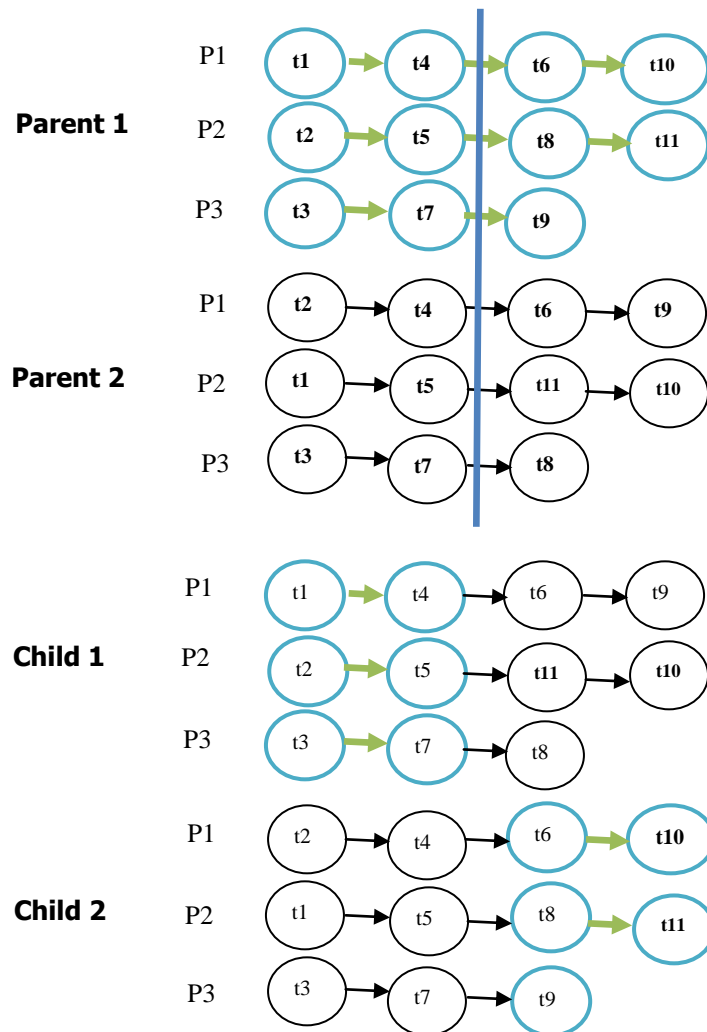 P1 t1 t4 t6 t10
Parent 1
P2 t2 t5 t8 t11
P3 t3 t7 t9
P1 t2 t4 t6 t9
Parent 2
P2 t1 t5 t11 t10
P3 t3 t7 t8
P1 t1 t4 t6 t9
Child 1
P2 t2 t5 t11 t10
P3 t3 t7 t8
P1 t2 t4 t6 t10
Child 2
P2 t1 t5 t8 t11
P3 t3 t7 t9